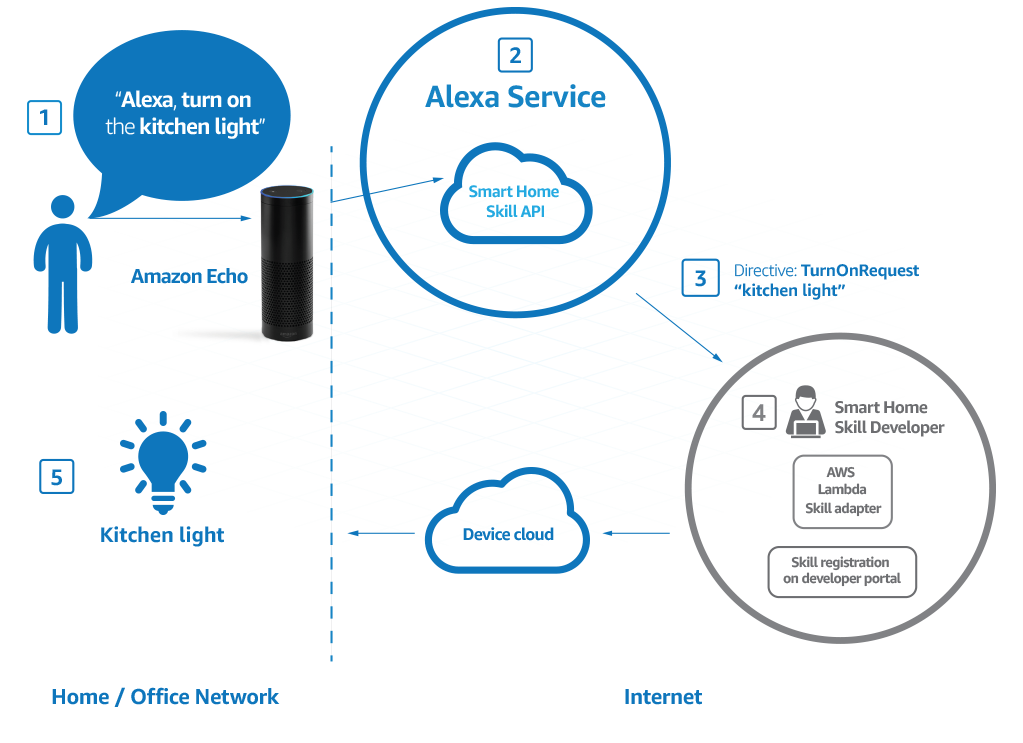 1
“Alexa, turn on
the kitchen light”
Amazon Echo
2
Alexa Service
Smart Home
Skill API
3
Directive: TurnOnRequest
“kitchen light”
4
Smart Home
Skill Developer
AWS
Lambda
Skill adapter
Skill registration
on developer portal
Device cloud
5
Kitchen light
Home / Office Network
Internet